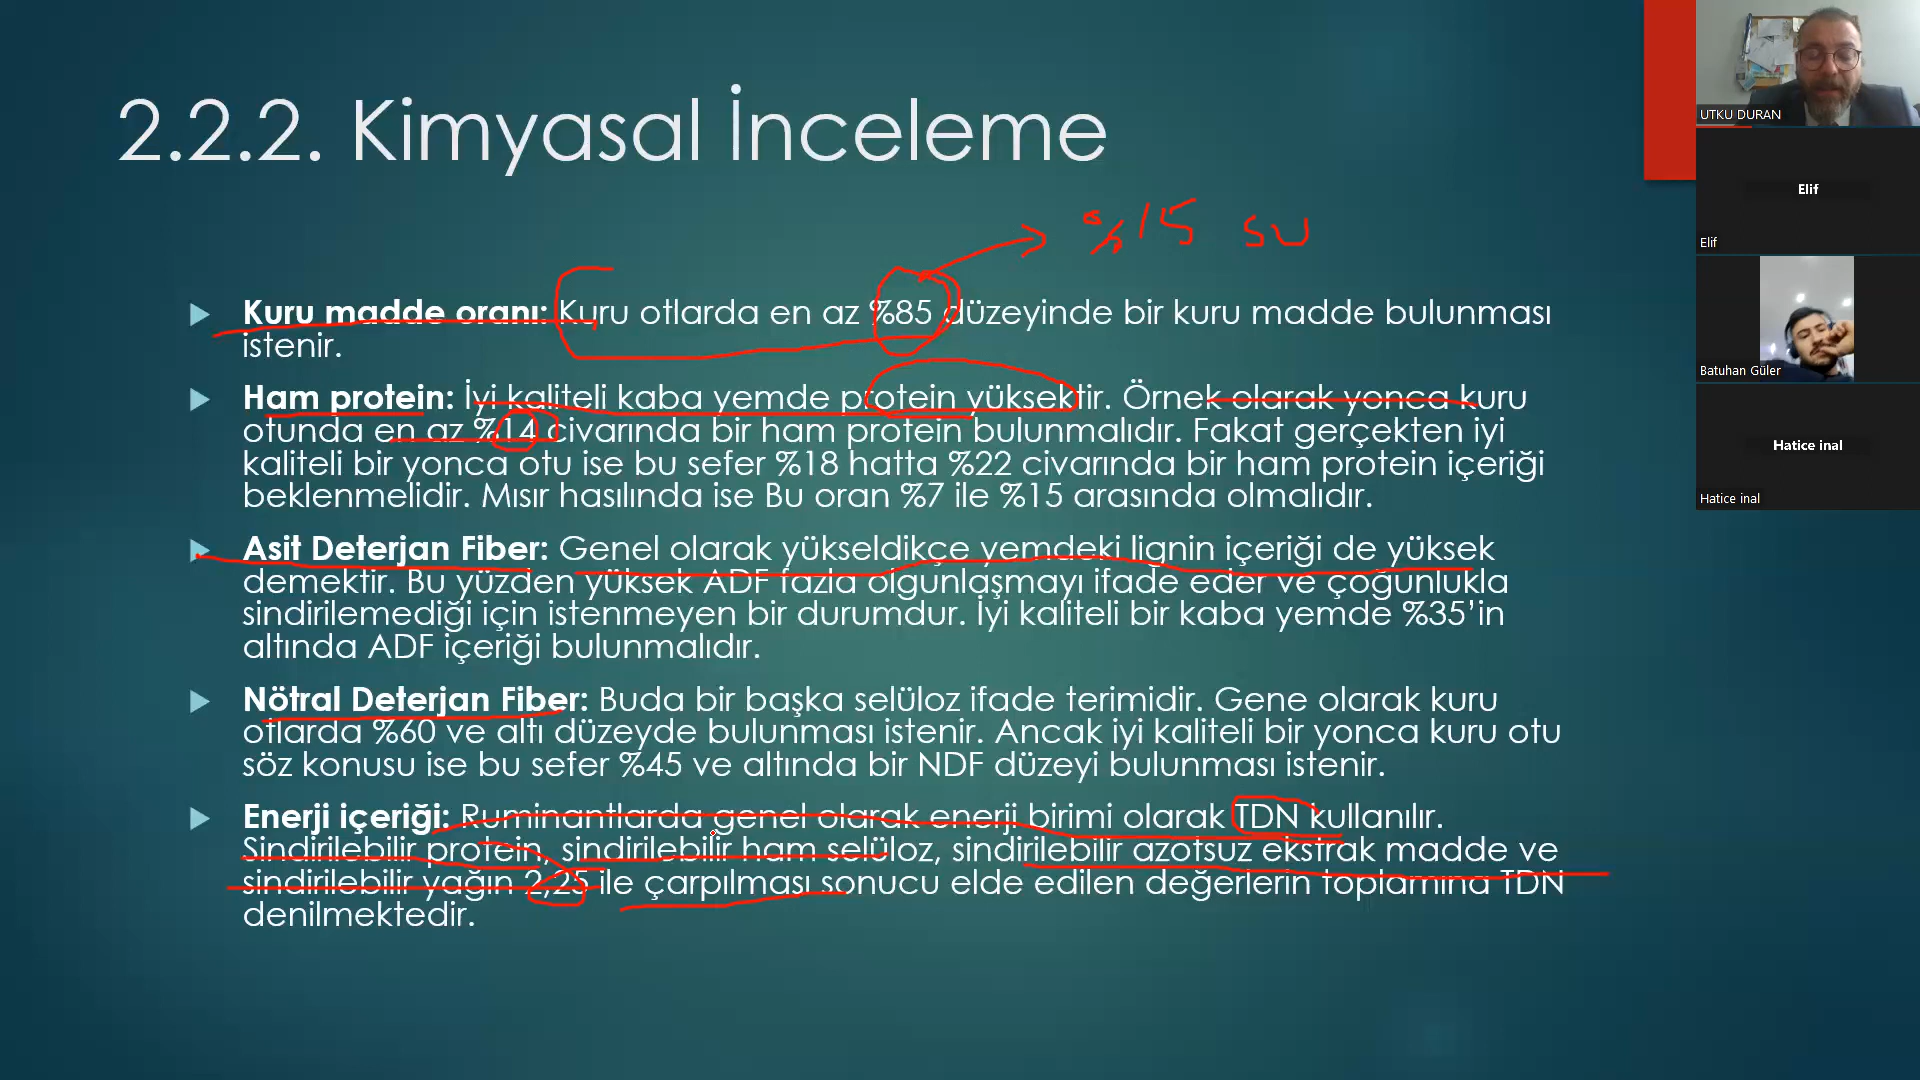 2.2.2. Kimyasal İnceleme
%15 su
Kuru madde oranı: Kuru otlarda en az %85 düzeyinde bir kuru madde bulunması
istenir.
Ham protein: İyi kaliteli kaba yemde protein yüksektir. Örnek olarak yonca kuru
otunda en az %14 civarında bir ham protein bulunmalıdır. Fakat gerçekten iyi
kaliteli bir yonca otu ise bu sefer %18 hatta %22 civarında bir ham protein içeriği
beklenmelidir. Mısır hasılında ise Bu oran %7 ile %15 arasında olmalıdır.
Asit Deterjan Fiber: Genel olarak yükseldikçe yemdeki lignin içeriği de yüksek
demektir. Bu yüzden yüksek ADF fazla olgunlaşmayı ifade eder ve çoğunlukla
sindirilemediği için istenmeyen bir durumdur. İyi kaliteli bir kaba yemde %35’in
altında ADF içeriği bulunmalıdır.
Nötral Deterjan Fiber: Buda bir başka selüloz ifade terimidir. Gene olarak kuru
otlarda %60 ve altı düzeyde bulunması istenir. Ancak iyi kaliteli bir yonca kuru otu
söz konusu ise bu sefer %45 ve altında bir NDF düzeyi bulunması istenir.
Enerji içeriği: Ruminantlarda genel olarak enerji birimi olarak TDN kullanılır.
Sindirilebilir protein, sindirilebilir ham selüloz, sindirilebilir azotsuz ekstrak madde ve
sindirilebilir yağın 2,25 ile çarpılması sonucu elde edilen değerlerin toplamına TDN
denilmektedir.
UTKU DURAN
Elif
Elif
Batuhan Güler
Hatice inal
Hatice inal